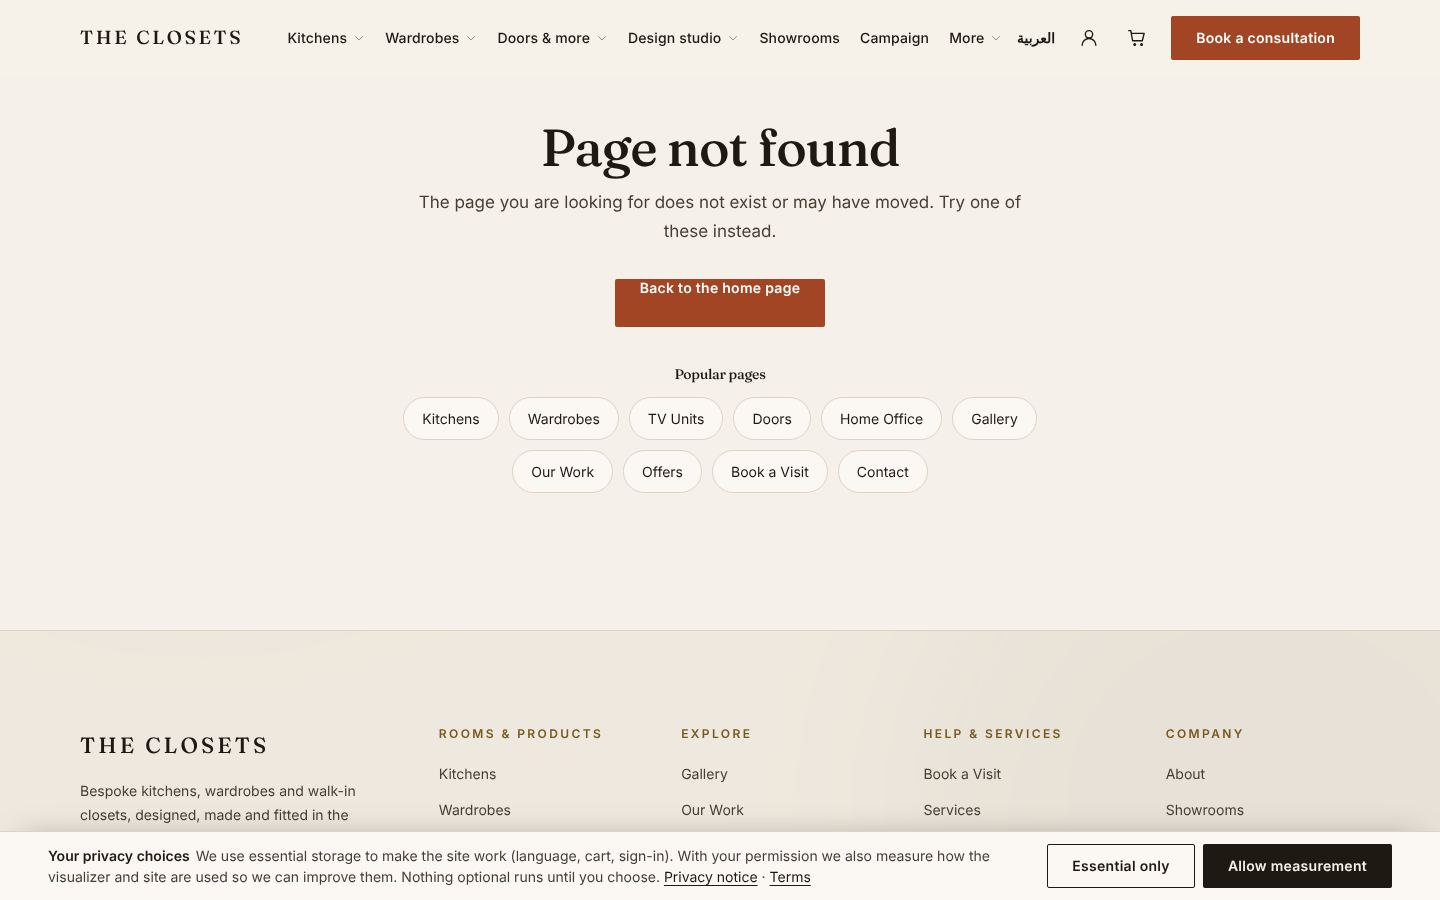 THE CLOSETS
Kitchens
Wardrobes
Doors & more
Design studio
Showrooms
Campaign
More
العربية
Book a consultation
Page not found
The page you are looking for does not exist or may have moved. Try one of
these instead.
Back to the home page
Popular pages
Kitchens
Wardrobes
TV Units
Doors
Home Office
Gallery
Our Work
Offers
Book a Visit
Contact
THE CLOSETS
Bespoke kitchens, wardrobes and walk-in
closets, designed, made and fitted in the
ROOMS & PRODUCTS
Kitchens
Wardrobes
EXPLORE
Gallery
Our Work
HELP & SERVICES
Book a Visit
Services
COMPANY
About
Showrooms
Your privacy choices We use essential storage to make the site work (language, cart, sign-in). With your permission we also measure how the
visualizer and site are used so we can improve them. Nothing optional runs until you choose. Privacy notice · Terms
Essential only
Allow measurement